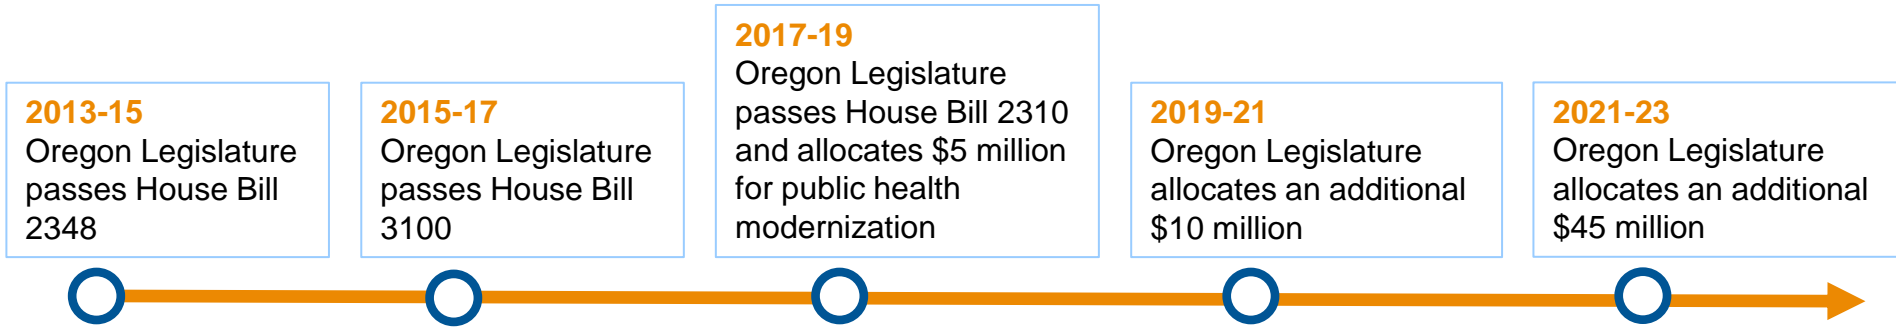 2013-15
Oregon Legislature
passes House Bill
2348
2015-17
Oregon Legislature
passes House Bill
3100
2017-19
Oregon Legislature
passes House Bill 2310
and allocates $5 million
for public health
modernization
2019-21
Oregon Legislature
allocates an additional
$10 million
2021-23
Oregon Legislature
allocates an additional
$45 million